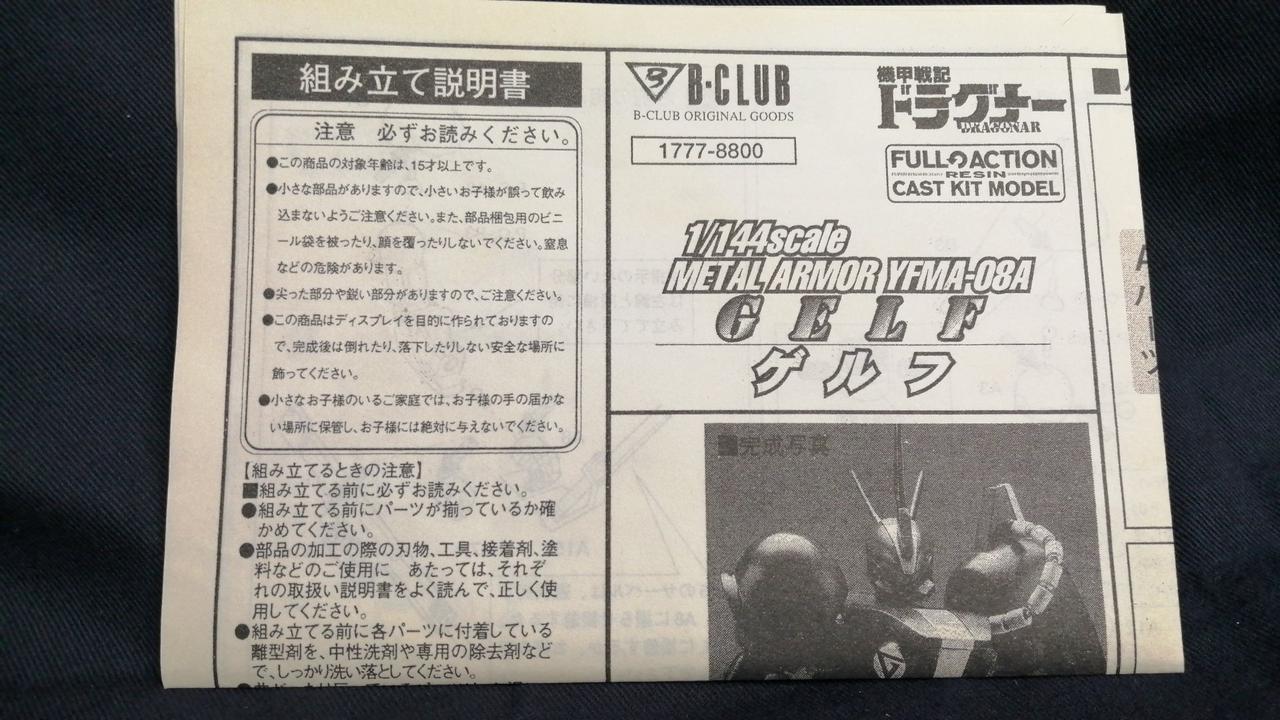 組み立て説明書
注意　必ずお読みください。
●この商品の対象年齢は、15才以上です。
●小さな部品がありますので、小さいお子様が誤って飲み
込まないようご注意ください。また、部品梱包用のビニ
ール袋を被ったり、顔を覆ったりしないでください。窒息
などの危険があります。
●尖った部分や鋭い部分がありますので、ご注意ください。
●この商品はディスプレイを目的に作られておりますの
で、完成後は倒れたり、落下したりしない安全な場所に
飾ってください。
●小さなお子様のいるご家庭では、お子様の手の届かな
い場所に保管し、お子様には絶対に与えないでください。
【組み立てるときの注意】
■組み立てる前に必ずお読みください。
●組み立てる前にパーツが揃っているか確
かめてください。
●部品の加工の際の刃物、工具、接着剤、塗
料などのご使用に　あたっては、それぞ
れの取扱い説明書をよく読んで、正しく使
用してください。
●組み立てる前に各パーツに付着している
離型剤を、中性洗剤や専用の除去剤など
で、しっかり洗い落としてください。
B-CLUB
B-CLUB ORIGINAL GOODS
1777-8800
機甲戦記
ドラグナー
DRAGONAR
FULL ACTION
RESIN
CAST KIT MODEL
1/144scale
METAL ARMOR YFMA-08A
GELF
ゲルフ
■完成写真